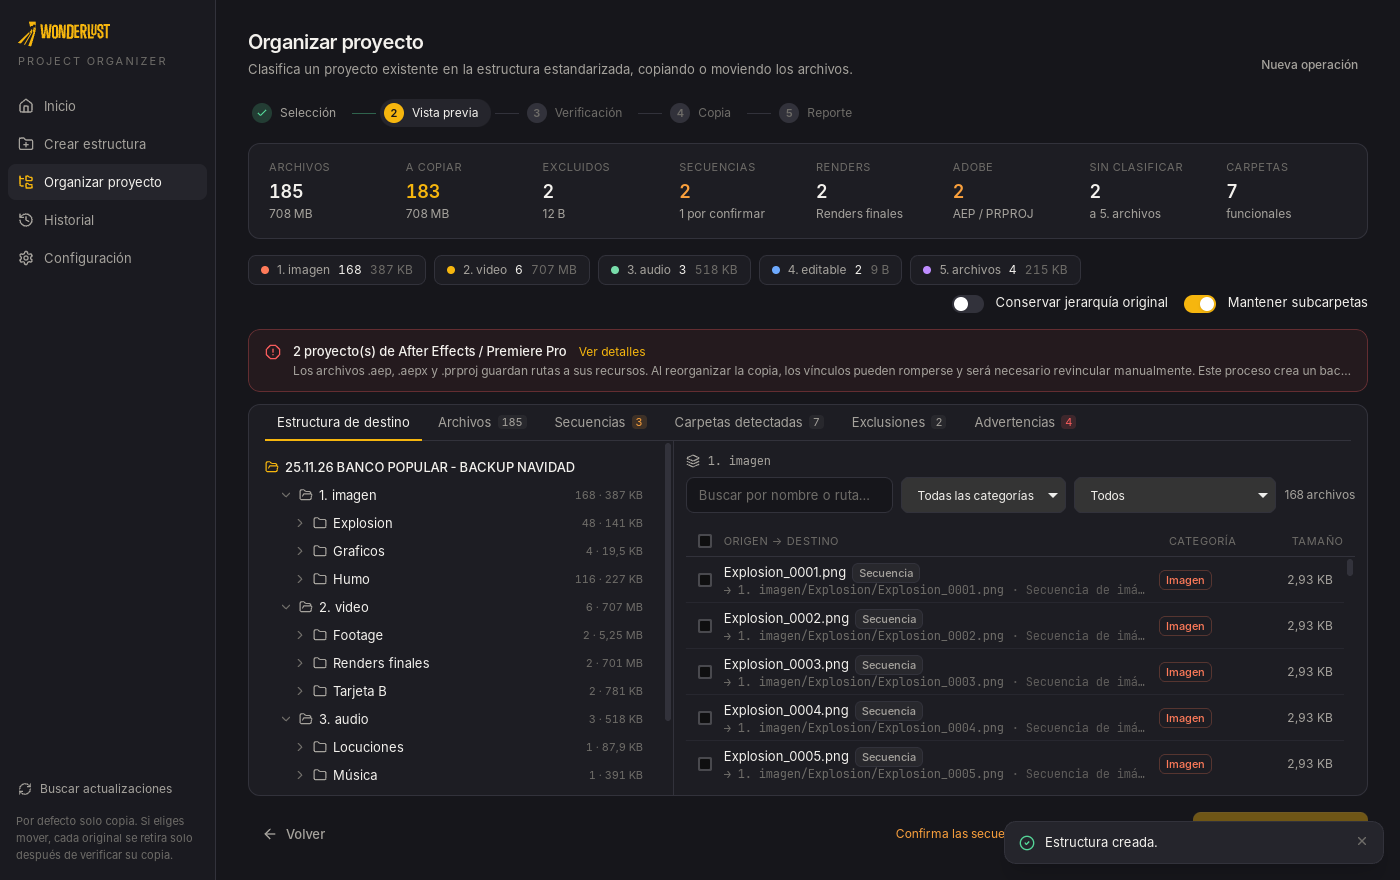 WONDERLUST
PROJECT ORGANIZER
Inicio
Crear estructura
Organizar proyecto
Historial
Configuración
Buscar actualizaciones
Por defecto solo copia. Si eliges
mover, cada original se retira solo
después de verificar su copia.
Organizar proyecto
Clasifica un proyecto existente en la estructura estandarizada, copiando o moviendo los archivos.
Nueva operación
Selección
2 Vista previa
3 Verificación
4 Copia
5 Reporte
ARCHIVOS
185
708 MB
A COPIAR
183
708 MB
EXCLUIDOS
2
12 B
SECUENCIAS
2
1 por confirmar
RENDERS
2
Renders finales
ADOBE
2
AEP / PRPROJ
SIN CLASIFICAR
2
a 5. archivos
CARPETAS
7
funcionales
1. imagen 168 387 KB
2. video 6 707 MB
3. audio 3 518 KB
4. editable 2 9 B
5. archivos 4 215 KB
Conservar jerarquía original
Mantener subcarpetas
2 proyecto(s) de After Effects / Premiere Pro Ver detalles
Los archivos .aep, .aepx y .prproj guardan rutas a sus recursos. Al reorganizar la copia, los vínculos pueden romperse y será necesario revincular manualmente. Este proceso crea un bac...
Estructura de destino
Archivos 185
Secuencias 3
Carpetas detectadas 7
Exclusiones 2
Advertencias 4
25.11.26 BANCO POPULAR - BACKUP NAVIDAD
1. imagen 168 · 387 KB
Explosion 48 · 141 KB
Graficos 4 · 19,5 KB
Humo 116 · 227 KB
2. video 6 · 707 MB
Footage 2 · 5,25 MB
Renders finales 2 · 701 MB
Tarjeta B 2 · 781 KB
3. audio 3 · 518 KB
Locuciones 1 · 87,9 KB
Música 1 · 391 KB
1. imagen
Buscar por nombre o ruta...
Todas las categorías
Todos
168 archivos
ORIGEN → DESTINO CATEGORÍA TAMAÑO
Explosion_0001.png Secuencia
→ 1. imagen/Explosion/Explosion_0001.png · Secuencia de imá…
Imagen 2,93 KB
Explosion_0002.png Secuencia
→ 1. imagen/Explosion/Explosion_0002.png · Secuencia de imá…
Imagen 2,93 KB
Explosion_0003.png Secuencia
→ 1. imagen/Explosion/Explosion_0003.png · Secuencia de imá…
Imagen 2,93 KB
Explosion_0004.png Secuencia
→ 1. imagen/Explosion/Explosion_0004.png · Secuencia de imá…
Imagen 2,93 KB
Explosion_0005.png Secuencia
→ 1. imagen/Explosion/Explosion_0005.png · Secuencia de imá…
Imagen 2,93 KB
Volver
Confirma las secue
Estructura creada.